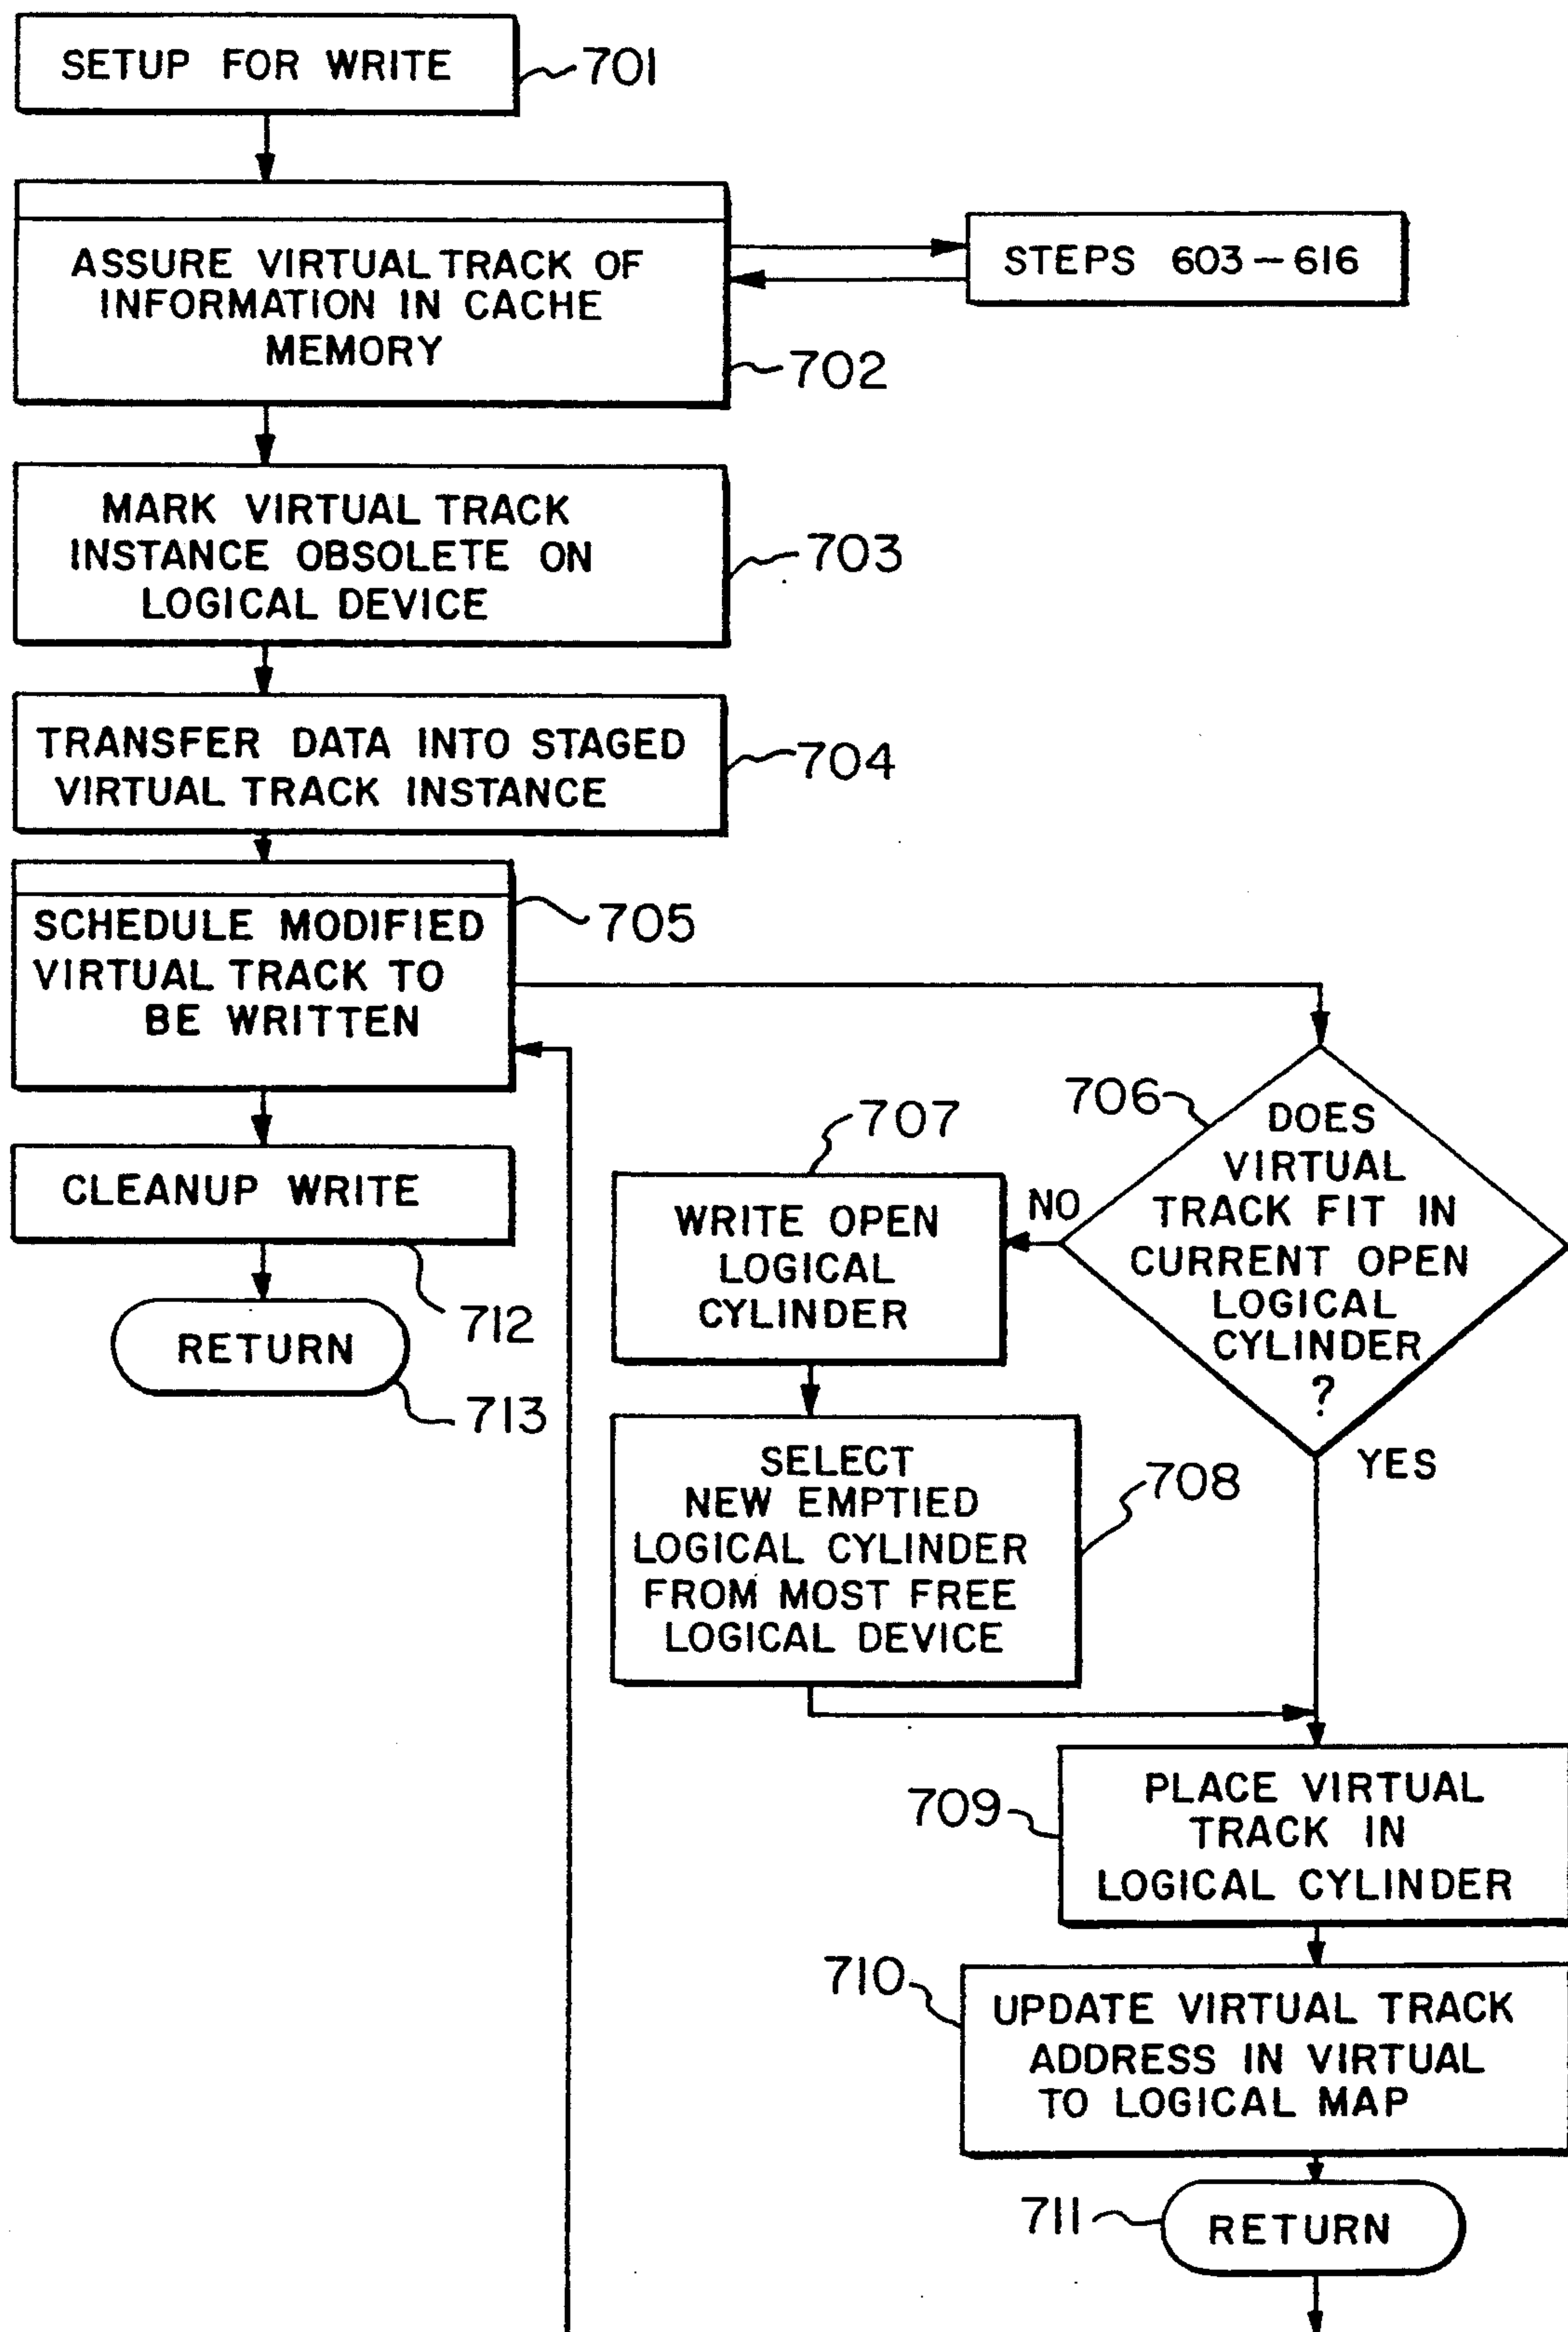 SETUP FOR WRITE
701
ASSURE VIRTUAL TRACK OF
INFORMATION IN CACHE
MEMORY
702
STEPS 603-616
MARK VIRTUAL TRACK
INSTANCE OBSOLETE ON
LOGICAL DEVICE
703
TRANSFER DATA INTO STAGED
VIRTUAL TRACK INSTANCE
704
SCHEDULE MODIFIED
VIRTUAL TRACK TO
BE WRITTEN
705
CLEANUP WRITE
712
RETURN
713
706
DOES
VIRTUAL
TRACK FIT IN
CURRENT OPEN
LOGICAL
CYLINDER
?
NO
YES
707
WRITE OPEN
LOGICAL
CYLINDER
SELECT
NEW EMPTIED
LOGICAL CYLINDER
FROM MOST FREE
LOGICAL DEVICE
708
709
PLACE VIRTUAL
TRACK IN
LOGICAL CYLINDER
710
UPDATE VIRTUAL TRACK
ADDRESS IN VIRTUAL
TO LOGICAL MAP
711
RETURN